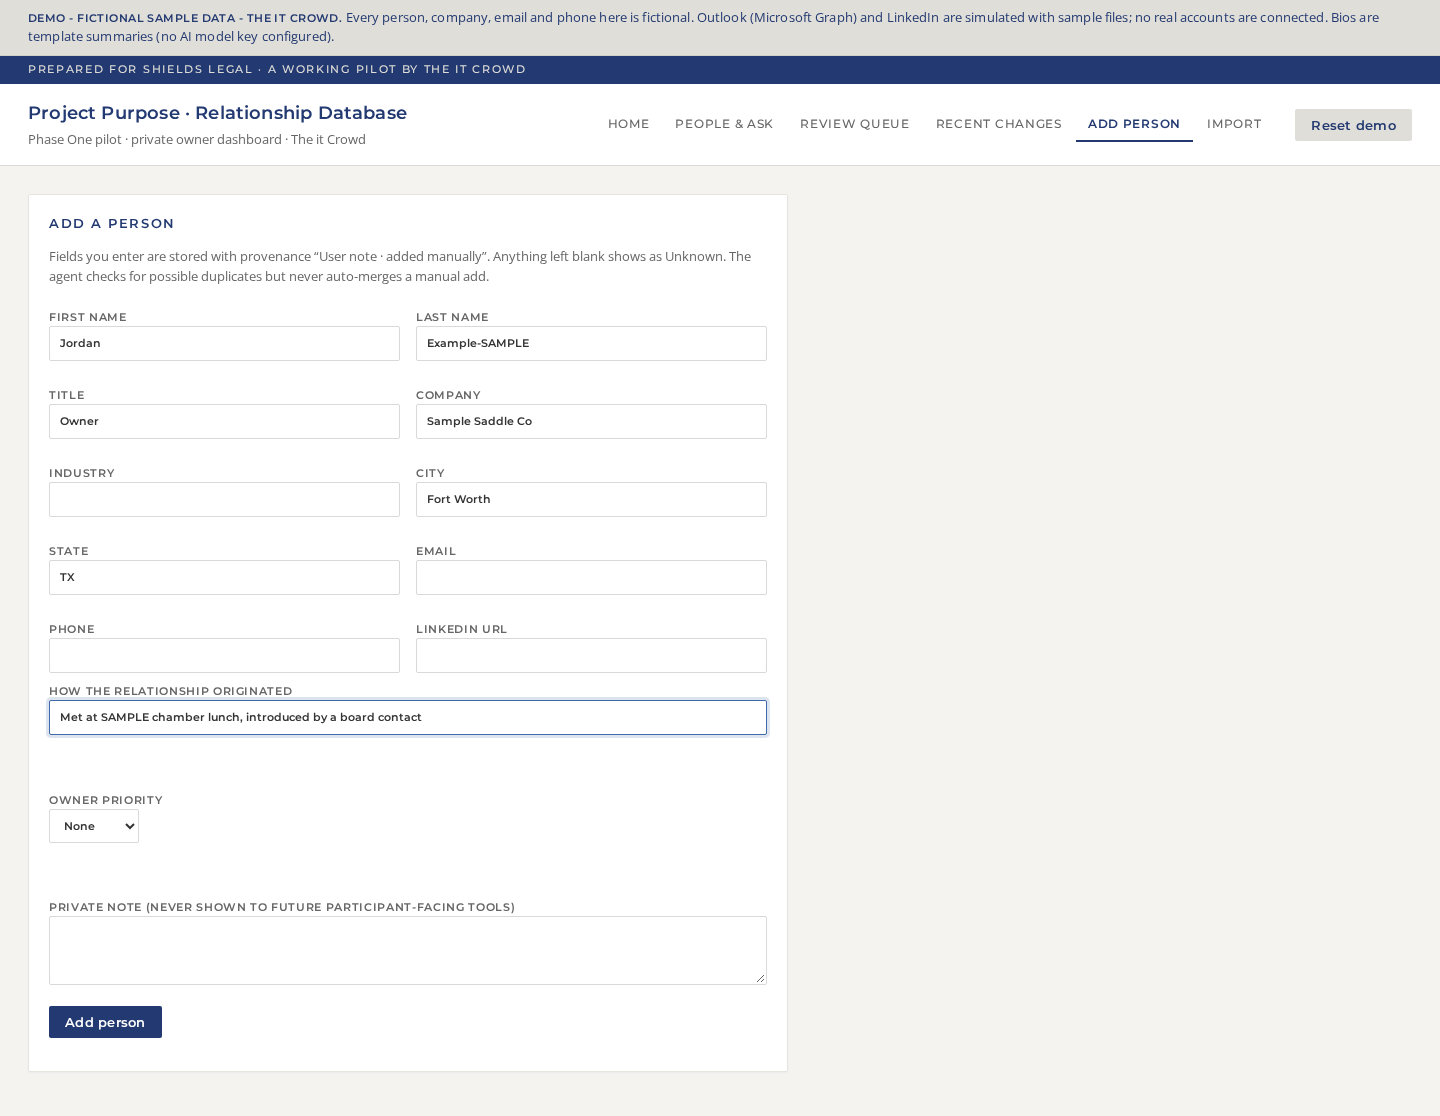 DEMO - FICTIONAL SAMPLE DATA - THE IT CROWD. Every person, company, email and phone here is fictional. Outlook (Microsoft Graph) and LinkedIn are simulated with sample files; no real accounts are connected. Bios are
template summaries (no AI model key configured).
PREPARED FOR SHIELDS LEGAL · A WORKING PILOT BY THE IT CROWD
Project Purpose · Relationship Database
Phase One pilot · private owner dashboard · The it Crowd
HOME PEOPLE & ASK REVIEW QUEUE RECENT CHANGES ADD PERSON IMPORT Reset demo
ADD A PERSON
Fields you enter are stored with provenance “User note · added manually”. Anything left blank shows as Unknown. The
agent checks for possible duplicates but never auto-merges a manual add.
FIRST NAME LAST NAME
Jordan Example-SAMPLE
TITLE COMPANY
Owner Sample Saddle Co
INDUSTRY CITY
Fort Worth
STATE EMAIL
TX
PHONE LINKEDIN URL
HOW THE RELATIONSHIP ORIGINATED
Met at SAMPLE chamber lunch, introduced by a board contact
OWNER PRIORITY
None
PRIVATE NOTE (NEVER SHOWN TO FUTURE PARTICIPANT-FACING TOOLS)
Add person